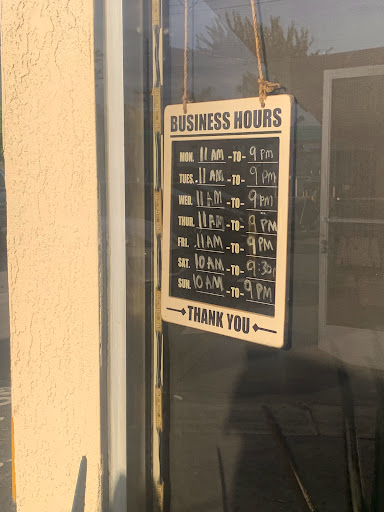 BUSINESS HOURS
MON. 11 AM -TO- 9 PM
TUES. 11 AM -TO- 9 PM
WED. 11 AM -TO- 9 PM
THUR. 11 AM -TO- 9 PM
FRI. 11 AM -TO- 9 PM
SAT. 10 AM -TO- 9:30
SUN. 10 AM -TO- 9 PM
THANK YOU